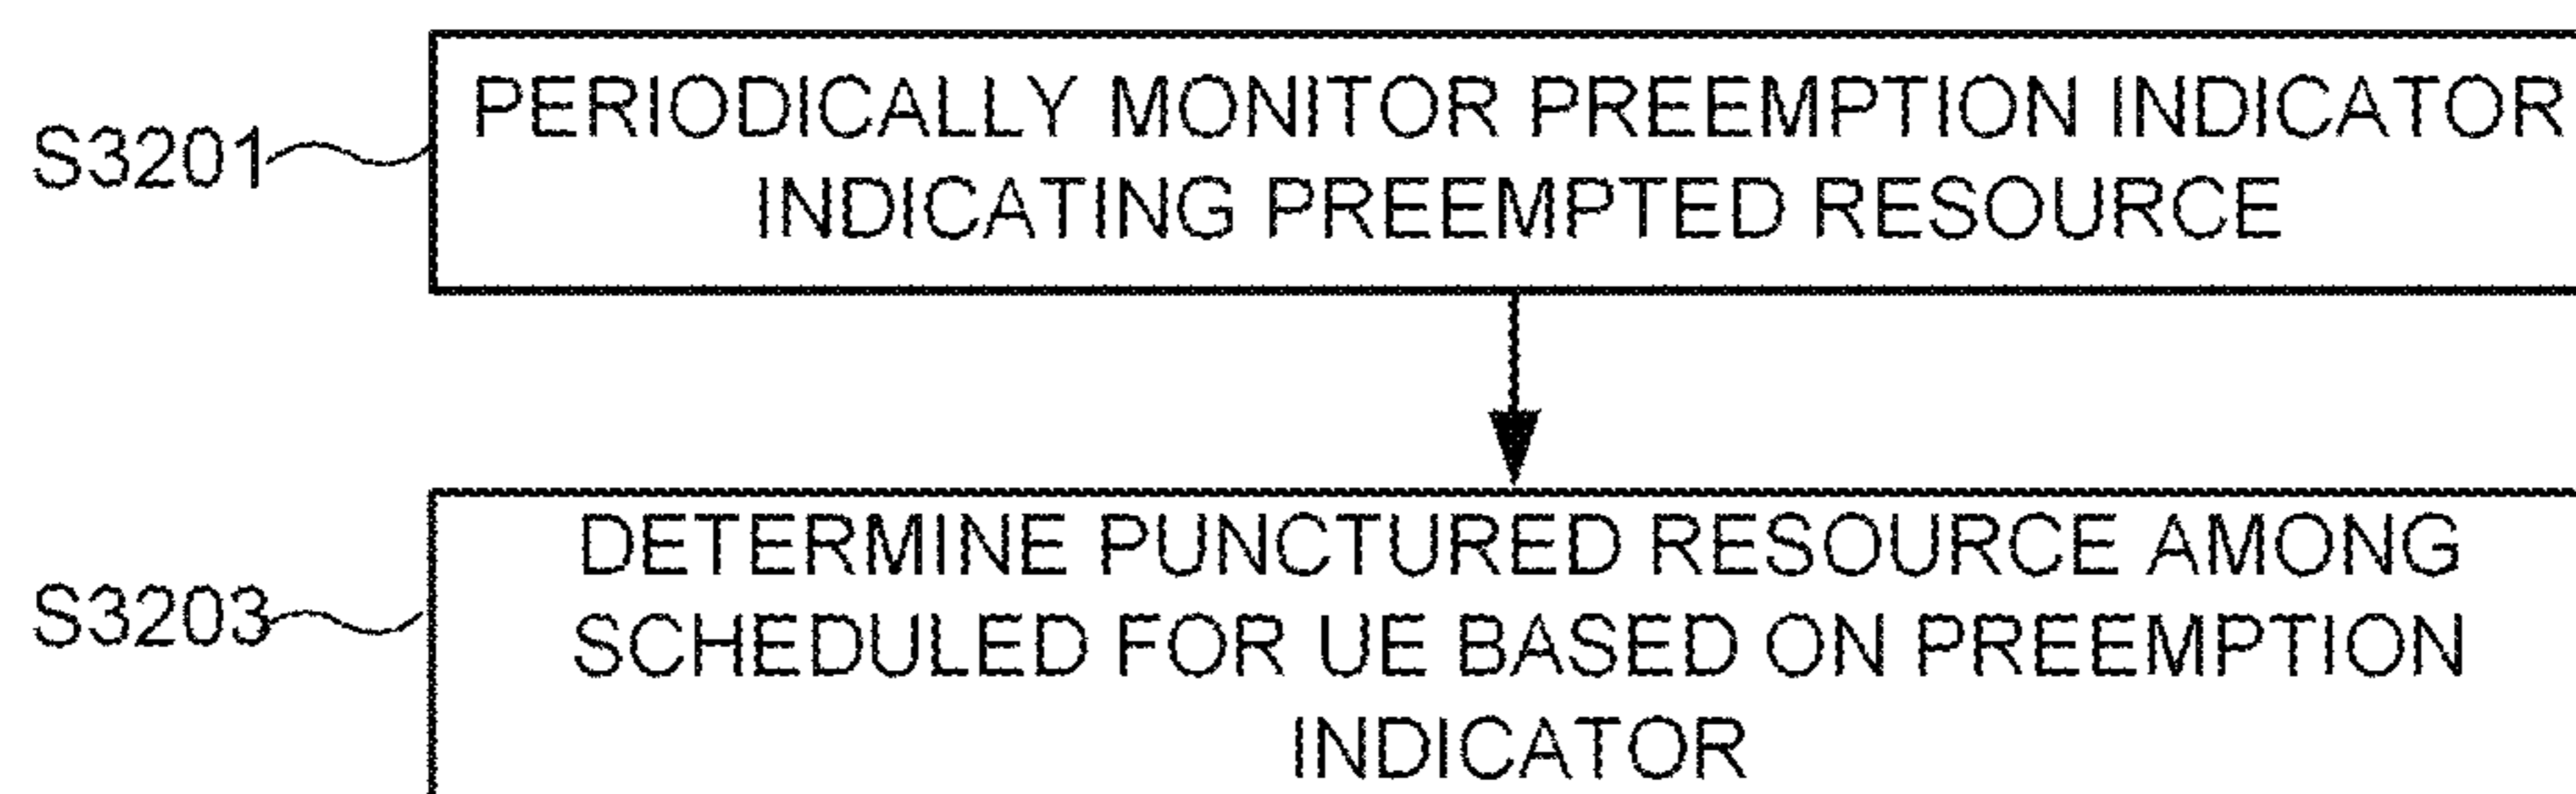 S3201
PERIODICALLY MONITOR PREEMPTION INDICATOR
INDICATING PREEMPTED RESOURCE
S3203
DETERMINE PUNCTURED RESOURCE AMONG
SCHEDULED FOR UE BASED ON PREEMPTION
INDICATOR